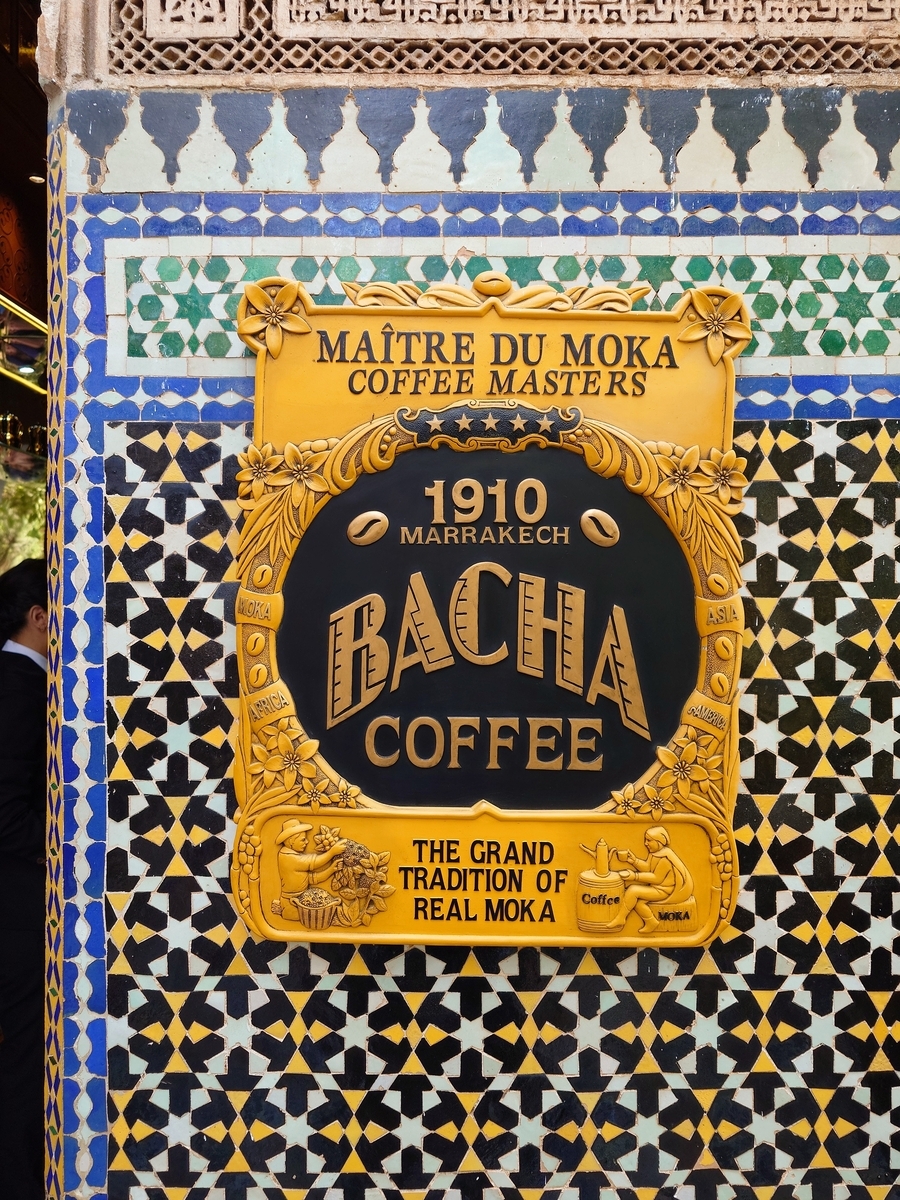 MAÎTRE DU MOKA
COFFEE MASTERS
1910
MARRAKECH
BACHA
COFFEE
MOKA
ASIA
AFRICA
AMERICA
THE GRAND
TRADITION OF
REAL MOKA
Coffee
MOKA